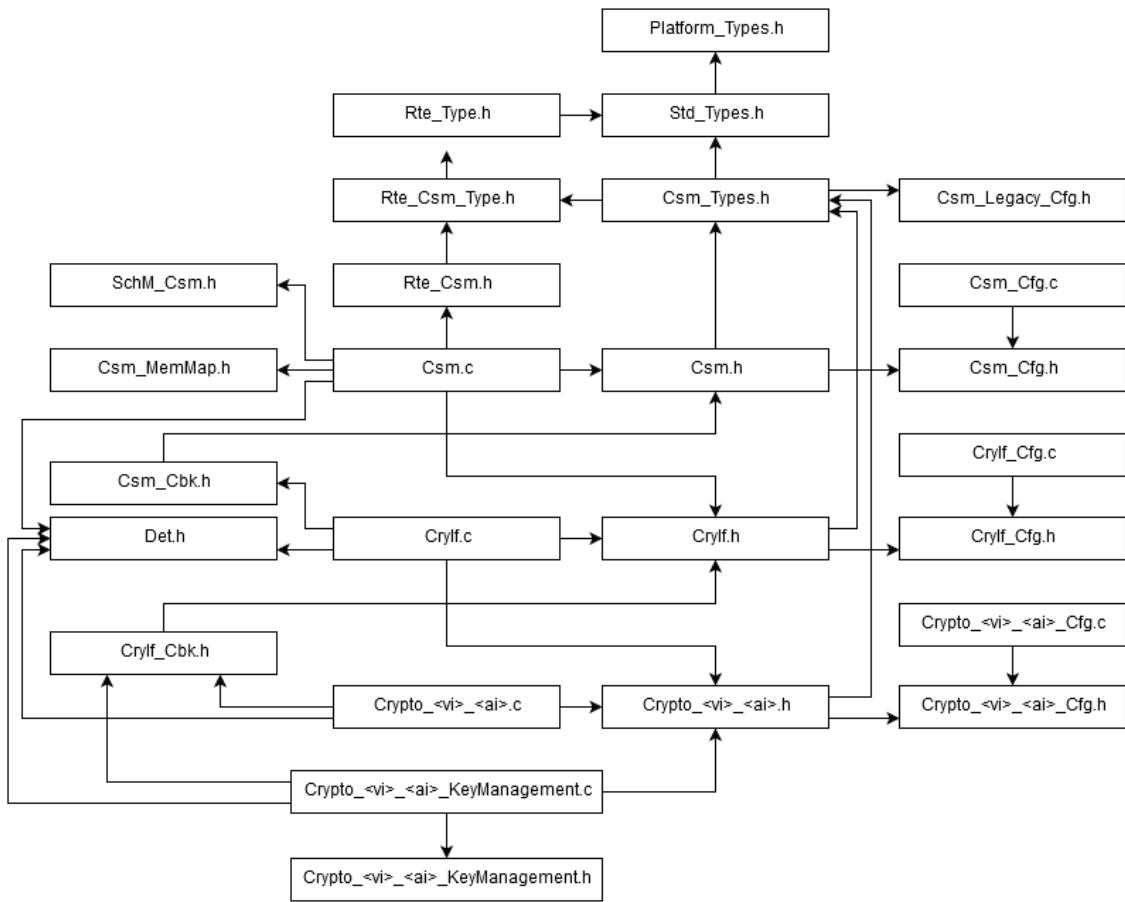 Platform_Types.h
Rte_Type.h
Std_Types.h
Rte_Csm_Type.h
Csm_Types.h
Csm_Legacy_Cfg.h
SchM_Csm.h
Rte_Csm.h
Csm_Cfg.c
Csm_MemMap.h
Csm.c
Csm.h
Csm_Cfg.h
Csm_Cbk.h
CryIf_Cfg.c
Det.h
CryIf.c
CryIf.h
CryIf_Cfg.h
CryIf_Cbk.h
Crypto_<vi>_<ai>_Cfg.c
Crypto_<vi>_<ai>.c
Crypto_<vi>_<ai>.h
Crypto_<vi>_<ai>_Cfg.h
Crypto_<vi>_<ai>_KeyManagement.c
Crypto_<vi>_<ai>_KeyManagement.h